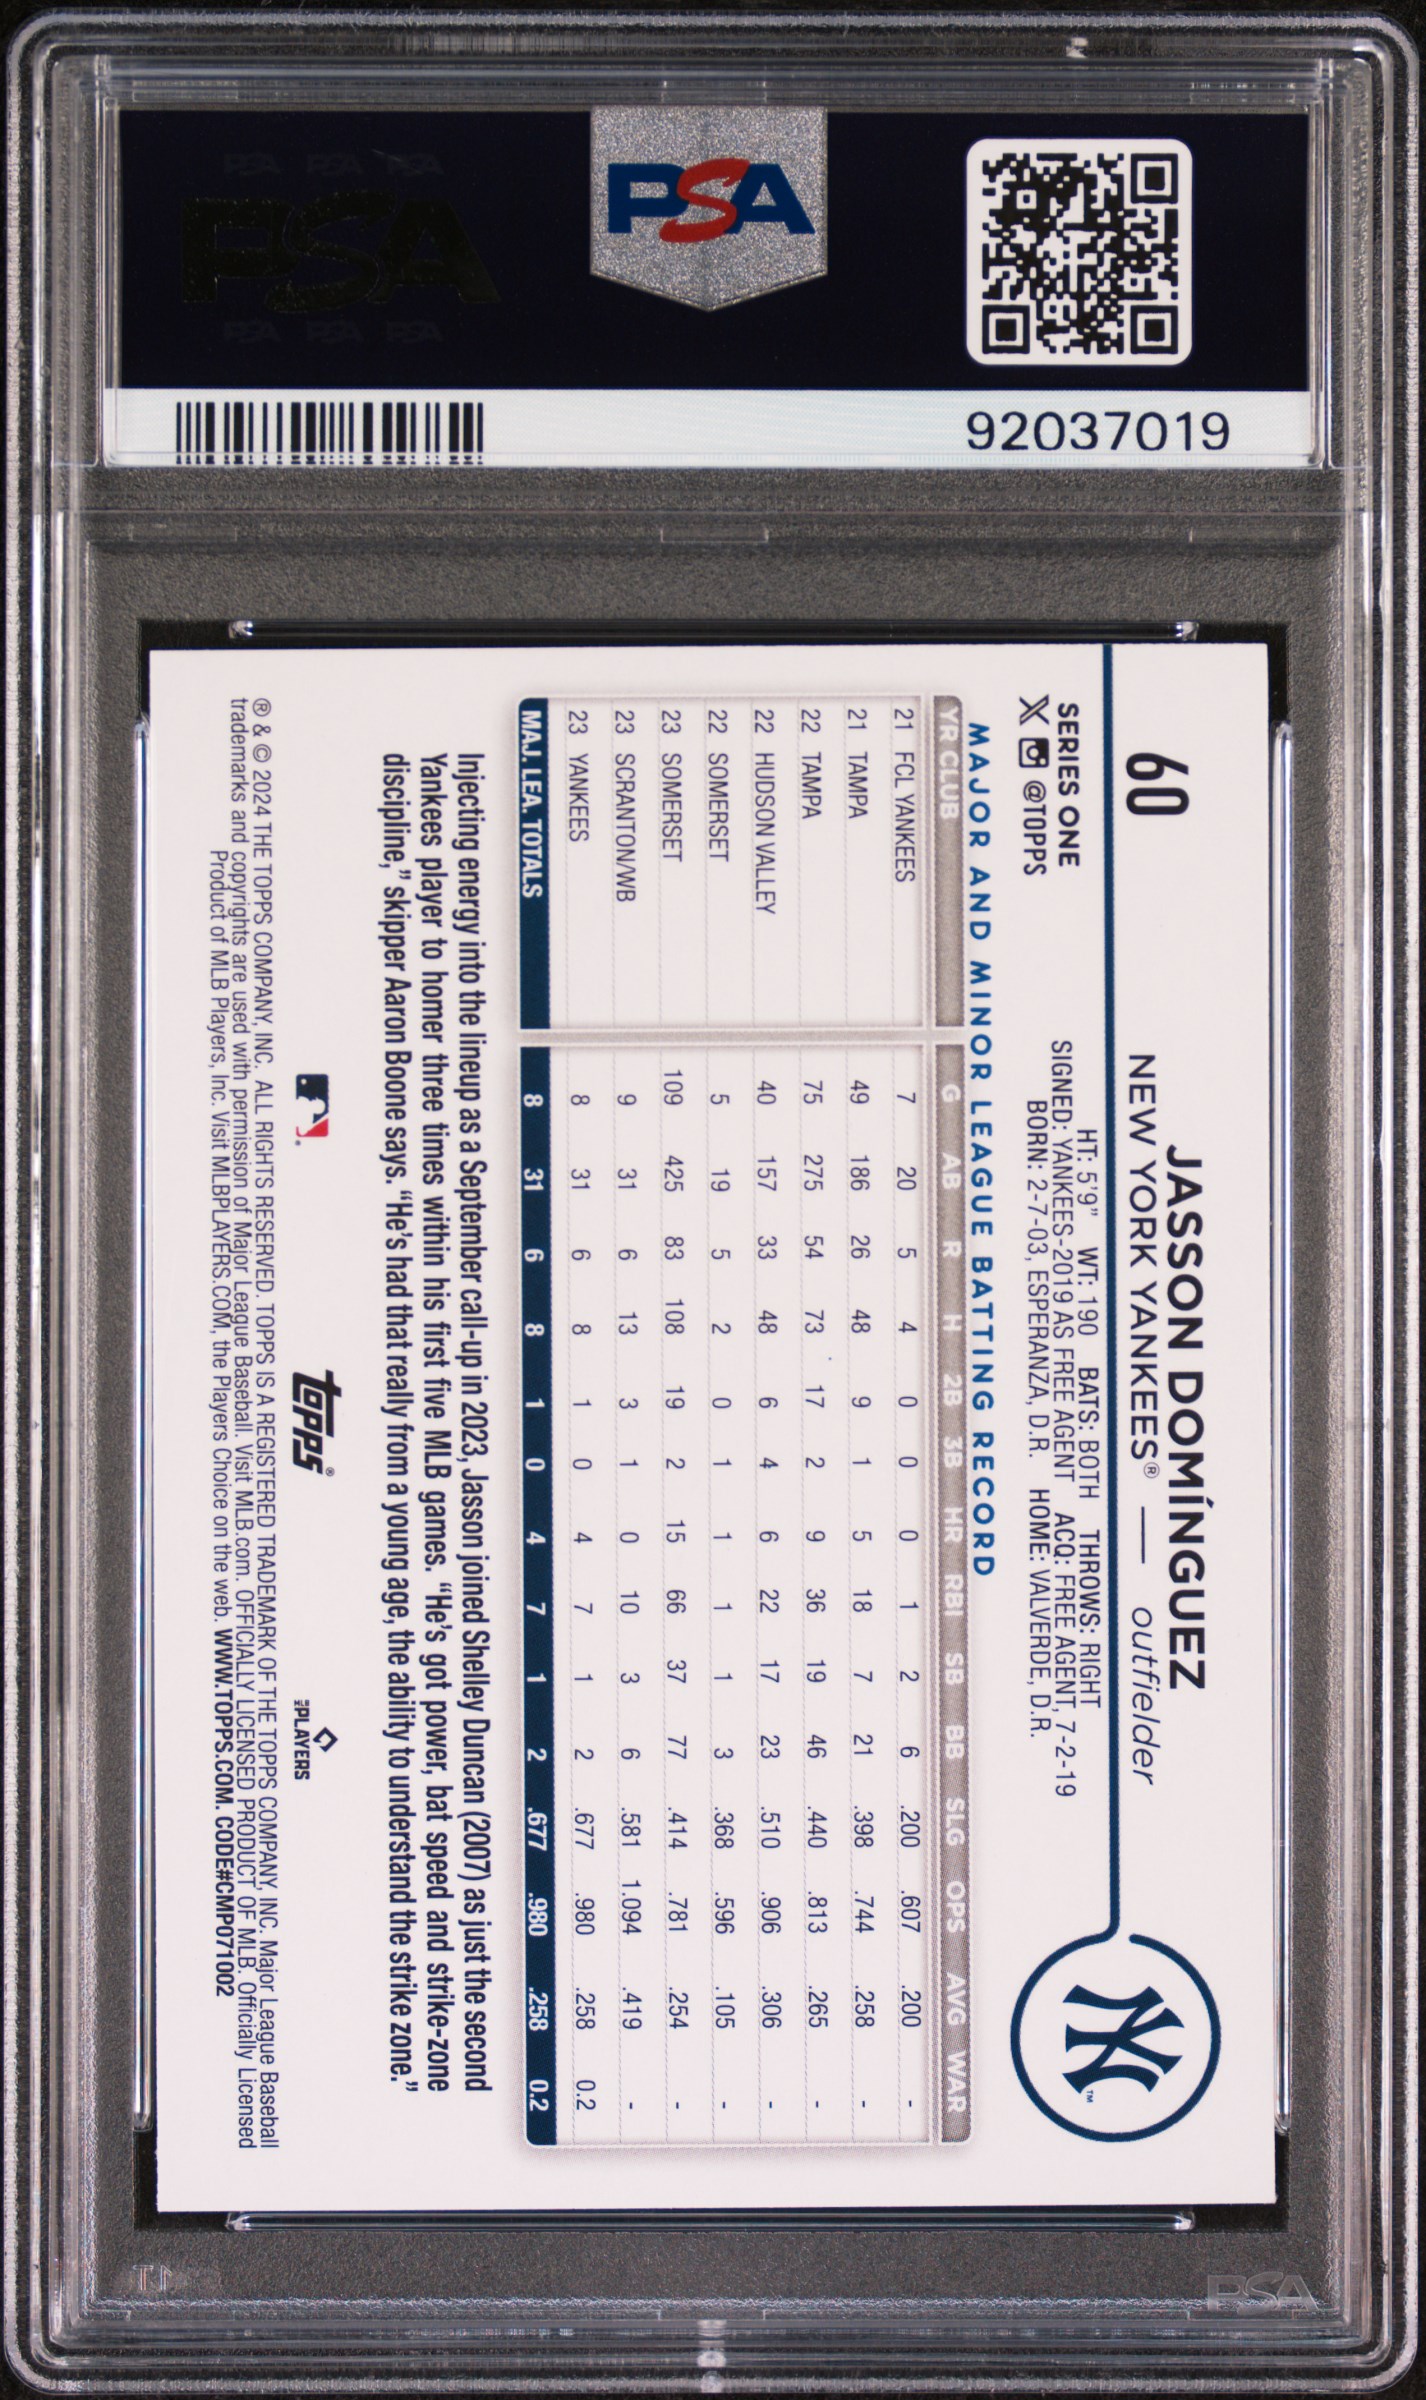 PSA PSA PSA
PSA
PSA PSA PSA
PSA
92037019
60
JASSON DOMÍNGUEZ
NEW YORK YANKEES® — outfielder
NY™
SERIES ONE
X @TOPPS
HT: 5'9" WT: 190 BATS: BOTH THROWS: RIGHT
SIGNED: YANKEES-2019 AS FREE AGENT ACQ: FREE AGENT, 7-2-19
BORN: 2-7-03, ESPERANZA, D.R. HOME: VALVERDE, D.R.
MAJOR AND MINOR LEAGUE BATTING RECORD
YR CLUB G AB R H 2B 3B HR RBI SB BB SLG OPS AVG WAR
21 FCL YANKEES 7 20 5 4 0 0 0 1 2 6 .200 .607 .200 -
21 TAMPA 49 186 26 48 9 1 5 18 7 21 .398 .744 .258 -
22 TAMPA 75 275 54 73 17 2 9 36 19 46 .440 .813 .265 -
22 HUDSON VALLEY 40 157 33 48 6 4 6 22 17 23 .510 .906 .306 -
22 SOMERSET 5 19 5 2 0 1 1 1 1 3 .368 .596 .105 -
23 SOMERSET 109 425 83 108 19 2 15 66 37 77 .414 .781 .254 -
23 SCRANTON/WB 9 31 6 13 3 1 0 10 3 6 .581 1.094 .419 -
23 YANKEES 8 31 6 8 1 0 4 7 1 2 .677 .980 .258 0.2
MAJ. LEA. TOTALS 8 31 6 8 1 0 4 7 1 2 .677 .980 .258 0.2
Injecting energy into the lineup as a September call-up in 2023, Jasson joined Shelley Duncan (2007) as just the second
Yankees player to homer three times within his first five MLB games. “He’s got power, bat speed and strike-zone
discipline,” skipper Aaron Boone says. “He’s had that really from a young age, the ability to understand the strike zone.”
topps®
MLB PLAYERS
® & © 2024 THE TOPPS COMPANY, INC. ALL RIGHTS RESERVED. TOPPS IS A REGISTERED TRADEMARK OF THE TOPPS COMPANY, INC. Major League Baseball
trademarks and copyrights are used with permission of Major League Baseball. Visit MLB.com. OFFICIALLY LICENSED PRODUCT OF MLB. Officially Licensed
Product of MLB Players, Inc. Visit MLBPLAYERS.COM, the Players Choice on the web. WWW.TOPPS.COM. CODE#CMP071002
PSA